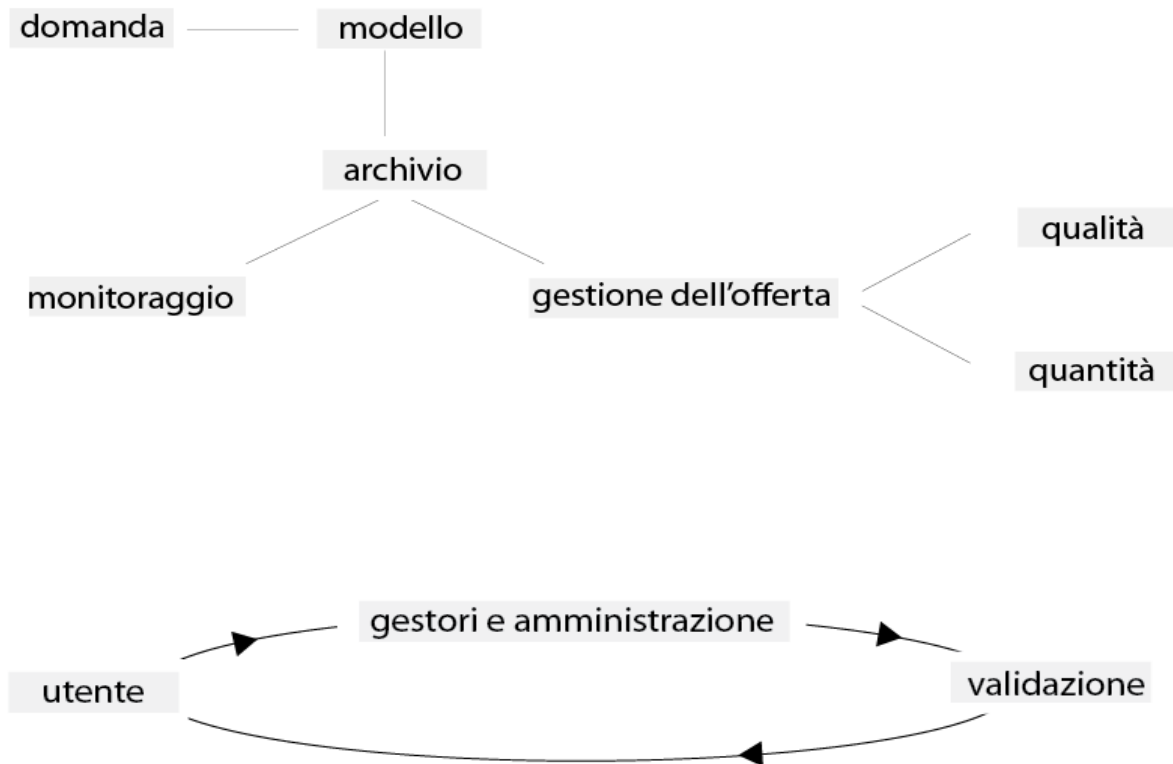 domanda
modello
archivio
monitoraggio
gestione dell’offerta
qualità
quantità
gestori e amministrazione
utente
validazione